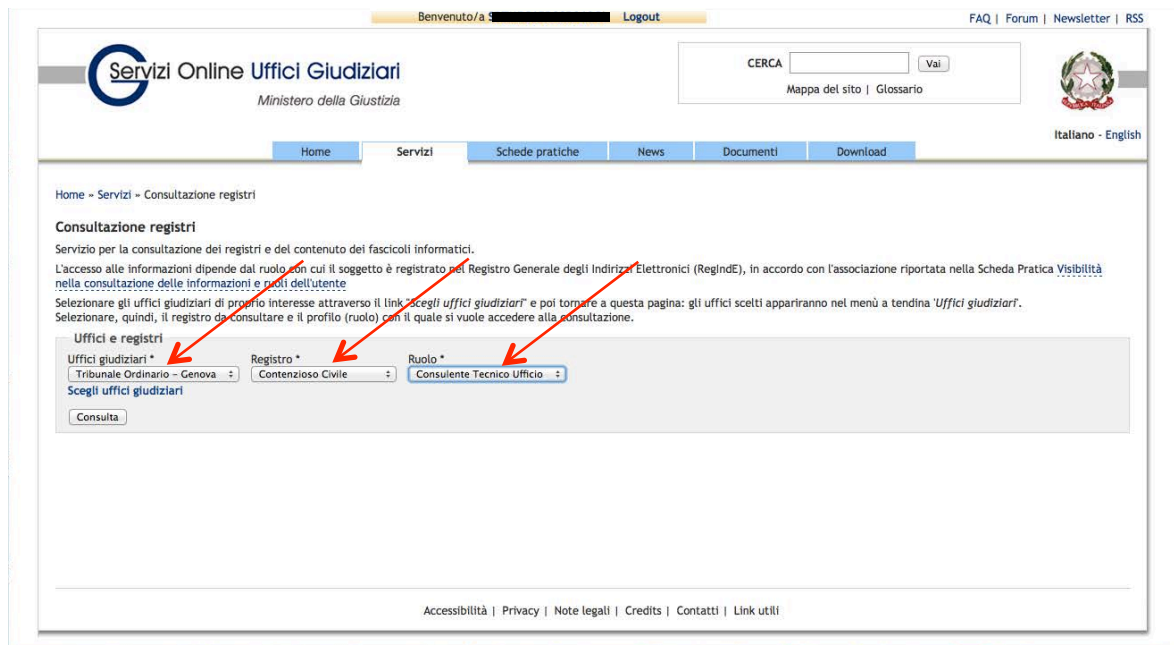 Benvenuto/a S
Logout
FAQ | Forum | Newsletter | RSS
Servizi Online Uffici Giudiziari
Ministero della Giustizia
CERCA
Vai
Mappa del sito | Glossario
Italiano - English
Home
Servizi
Schede pratiche
News
Documenti
Download
Home » Servizi » Consultazione registri
Consultazione registri
Servizio per la consultazione dei registri e del contenuto dei fascicoli informatici.
L'accesso alle informazioni dipende dal ruolo con cui il soggetto è registrato nel Registro Generale degli Indirizzi Elettronici (RegIndE), in accordo con l'associazione riportata nella Scheda Pratica Visibilità
nella consultazione delle informazioni e ruoli dell'utente
Selezionare gli uffici giudiziari di proprio interesse attraverso il link "Scegli uffici giudiziari" e poi tornare a questa pagina: gli uffici scelti appariranno nel menù a tendina 'Uffici giudiziari'.
Selezionare, quindi, il registro da consultare e il profilo (ruolo) con il quale si vuole accedere alla consultazione.
Uffici e registri
Uffici giudiziari * Registro * Ruolo *
Tribunale Ordinario - Genova Contenzioso Civile Consulente Tecnico Ufficio
Scegli uffici giudiziari
Consulta
Accessibilità | Privacy | Note legali | Credits | Contatti | Link utili